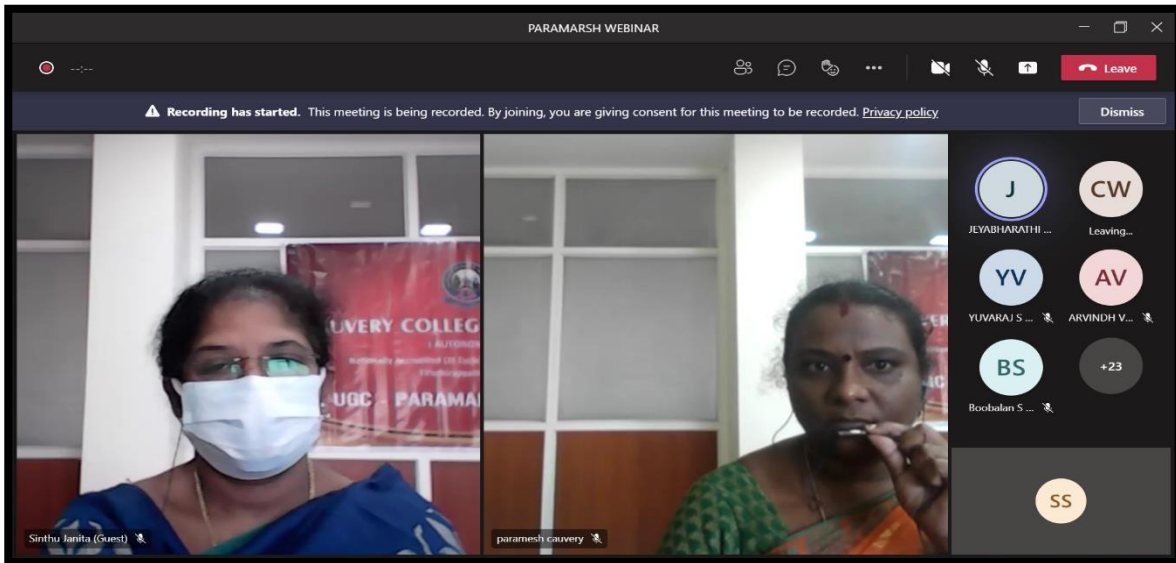 PARAMARSH WEBINAR
--:--
Leave
Recording has started. This meeting is being recorded. By joining, you are giving consent for this meeting to be recorded. Privacy policy
Dismiss
UVERY COLLEG
Nationally Accredited
UGC - PARAMA
J
JEYABHARATHI ...
CW
Leaving...
YV
YUVARAJ S ...
AV
ARVINDH V...
BS
Boobalan S ...
+23
SS
Sinthu Janita (Guest)
paramesh cauvery